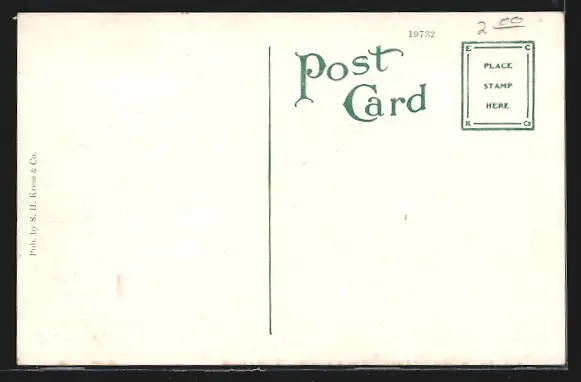 19732
2.00
Post
Card
E C
PLACE
STAMP
HERE
K Co
Pub. by S. H. Kress & Co.